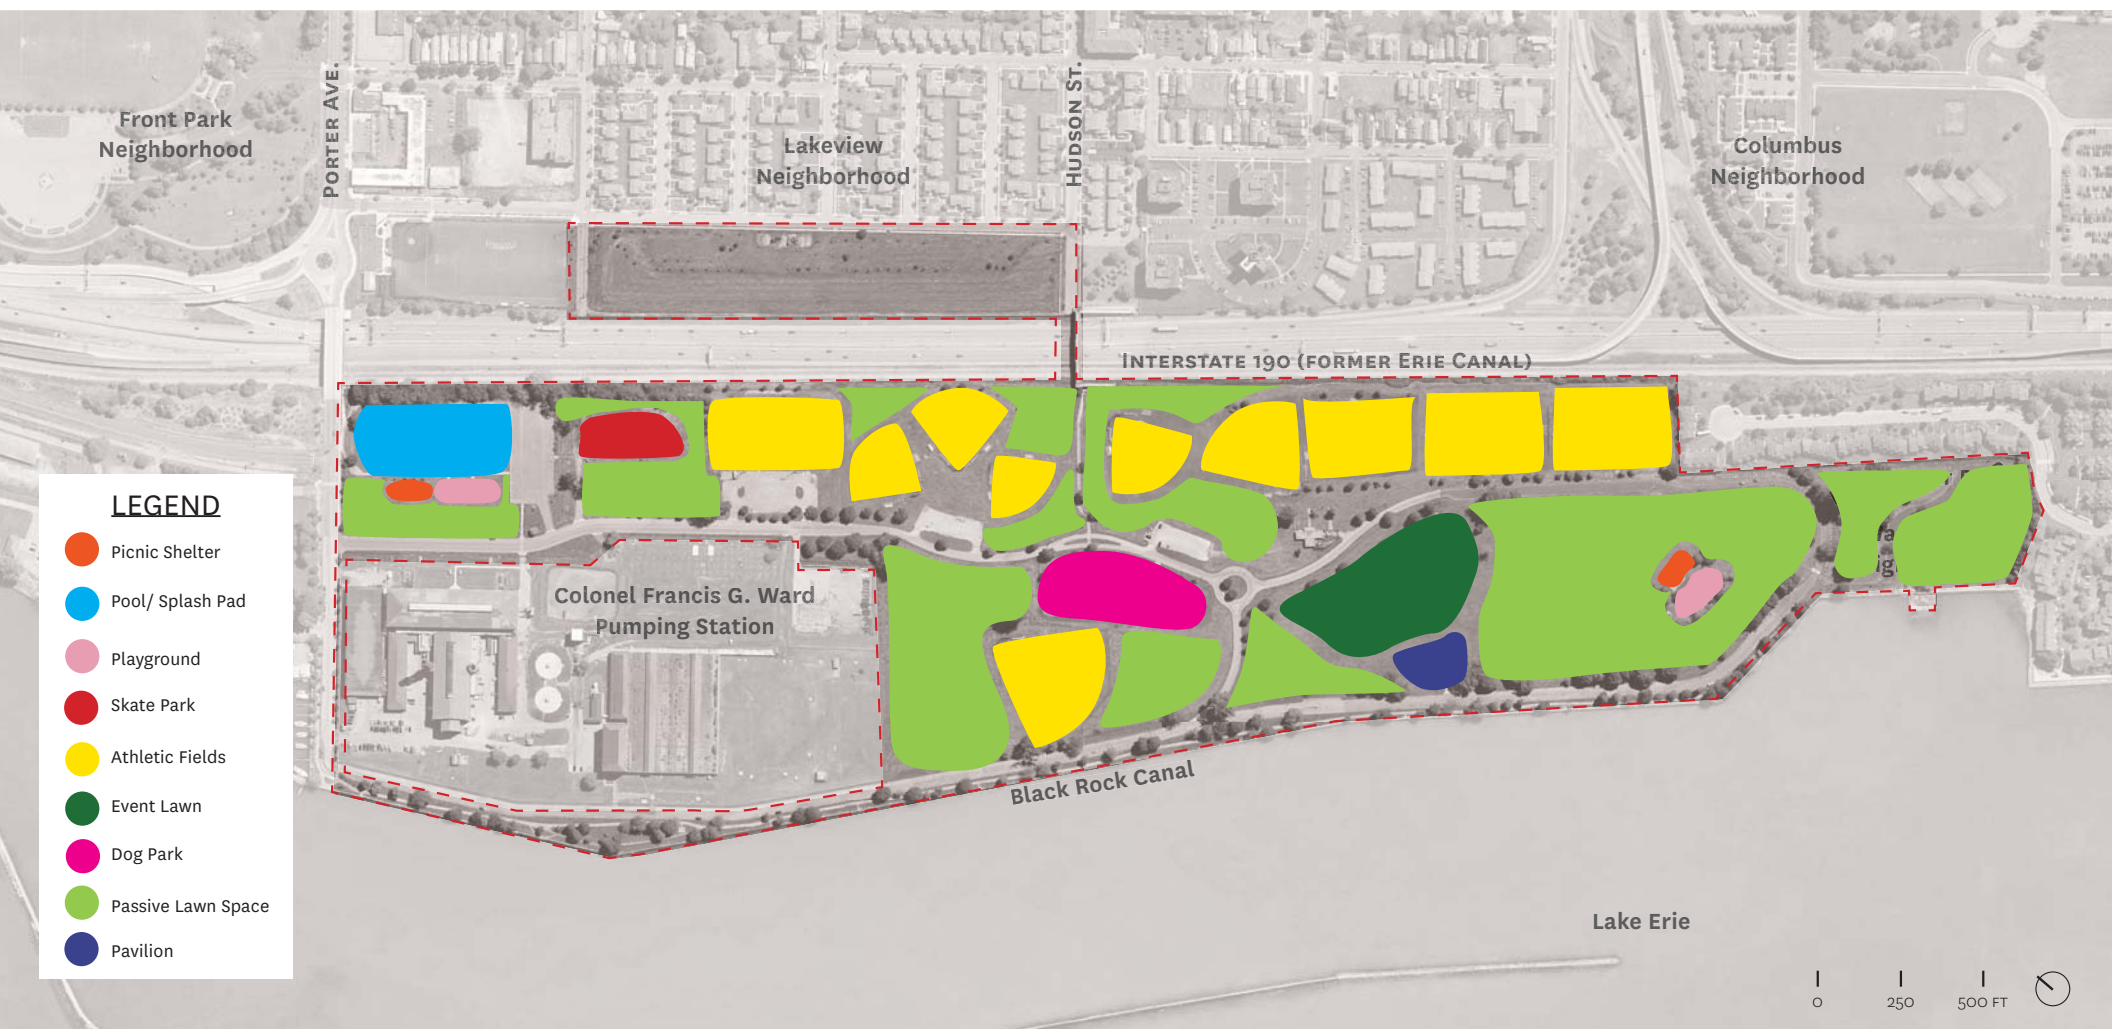 Front Park
Neighborhood
PORTER AVE.
Lakeview
Neighborhood
HUDSON ST.
Columbus
Neighborhood
INTERSTATE 190 (FORMER ERIE CANAL)
LEGEND
Picnic Shelter
Pool/ Splash Pad
Playground
Skate Park
Athletic Fields
Event Lawn
Dog Park
Passive Lawn Space
Pavilion
Colonel Francis G. Ward
Pumping Station
Black Rock Canal
Lake Erie
0 250 500 FT